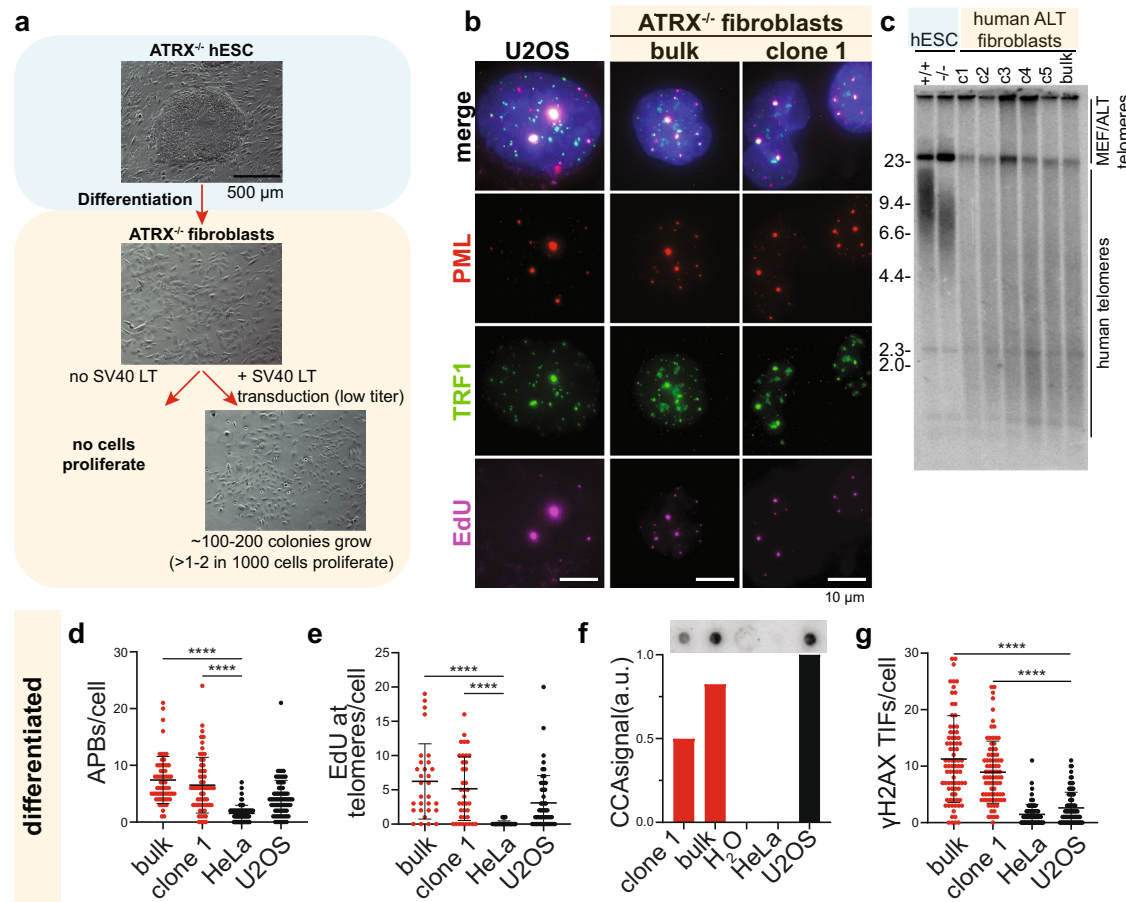 a
ATRX-/- hESC
500 µm
Differentiation
ATRX-/- fibroblasts
no SV40 LT
+ SV40 LT
transduction (low titer)
no cells
proliferate
~100-200 colonies grow
(>1-2 in 1000 cells proliferate)
b
ATRX-/- fibroblasts
U2OS
bulk
clone 1
merge
PML
TRF1
EdU
10 µm
c
human ALT
fibroblasts
hESC
+/+
-/-
c1
c2
c3
c4
c5
bulk
23-
9.4-
6.6-
4.4-
2.3-
2.0-
MEF/ALT
telomeres
human telomeres
differentiated
d
APBs/cell
30
20
10
0
****
****
bulk
clone 1
HeLa
U2OS
e
EdU at
telomeres/cell
25
20
15
10
5
0
****
****
bulk
clone 1
HeLa
U2OS
f
CCAsignal(a.u.)
1.0
0.5
0.0
clone 1
bulk
H2O
HeLa
U2OS
g
γH2AX TIFs/cell
30
20
10
0
****
****
bulk
clone 1
HeLa
U2OS